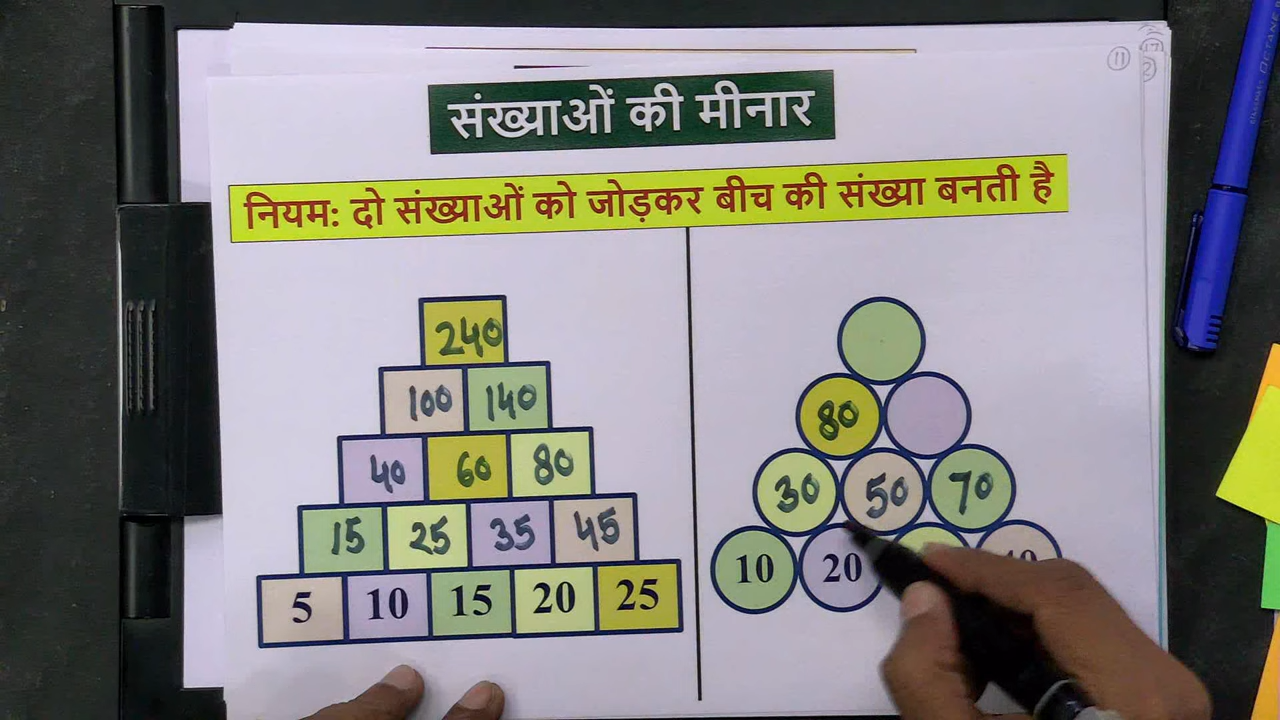 संख्याओं की मीनार
नियम: दो संख्याओं को जोड़कर बीच की संख्या बनती है
240
100 140
40 60 80
15 25 35 45
5 10 15 20 25
80
30 50 70
10 20
11